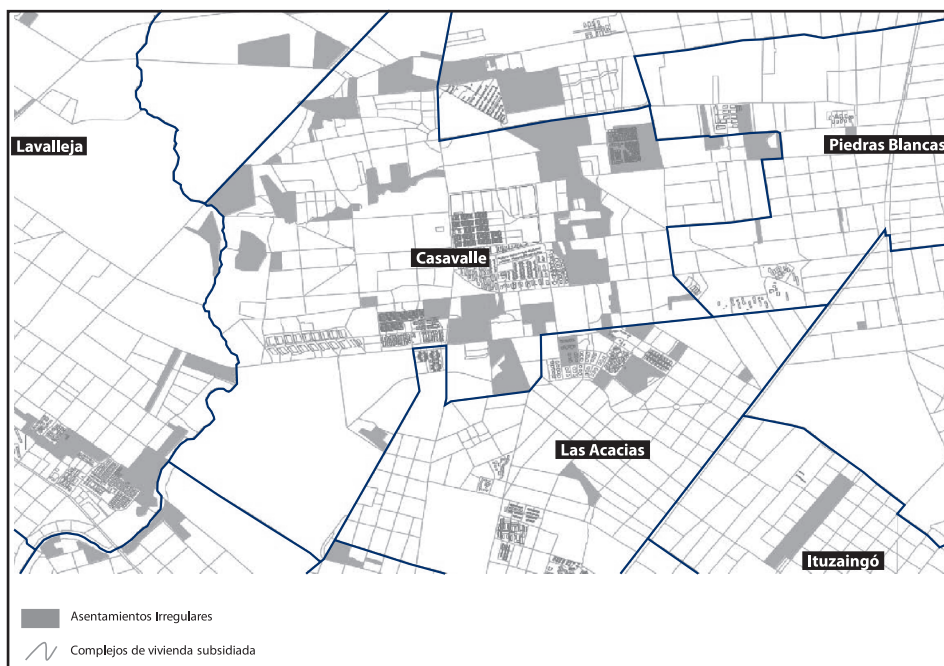 Lavalleja
Piedras Blancas
Casavalle
Las Acacias
Ituzaingó
Asentamientos Irregulares
Complejos de vivienda subsidiada